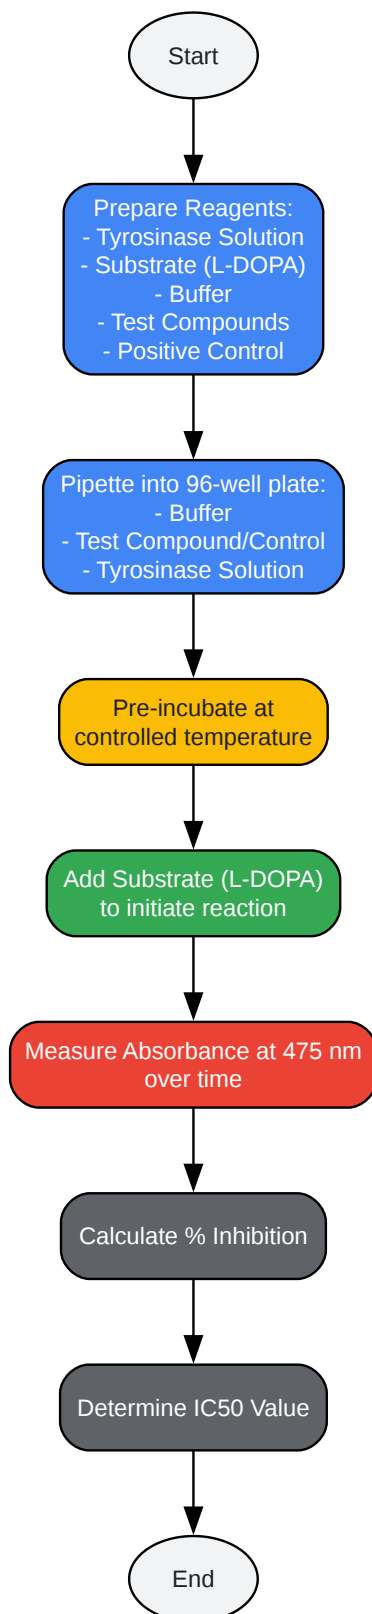 Start
Prepare Reagents:
- Tyrosinase Solution
- Substrate (L-DOPA)
- Buffer
- Test Compounds
- Positive Control
Pipette into 96-well plate:
- Buffer
- Test Compound/Control
- Tyrosinase Solution
Pre-incubate at
controlled temperature
Add Substrate (L-DOPA)
to initiate reaction
Measure Absorbance at 475 nm
over time
Calculate % Inhibition
Determine IC50 Value
End